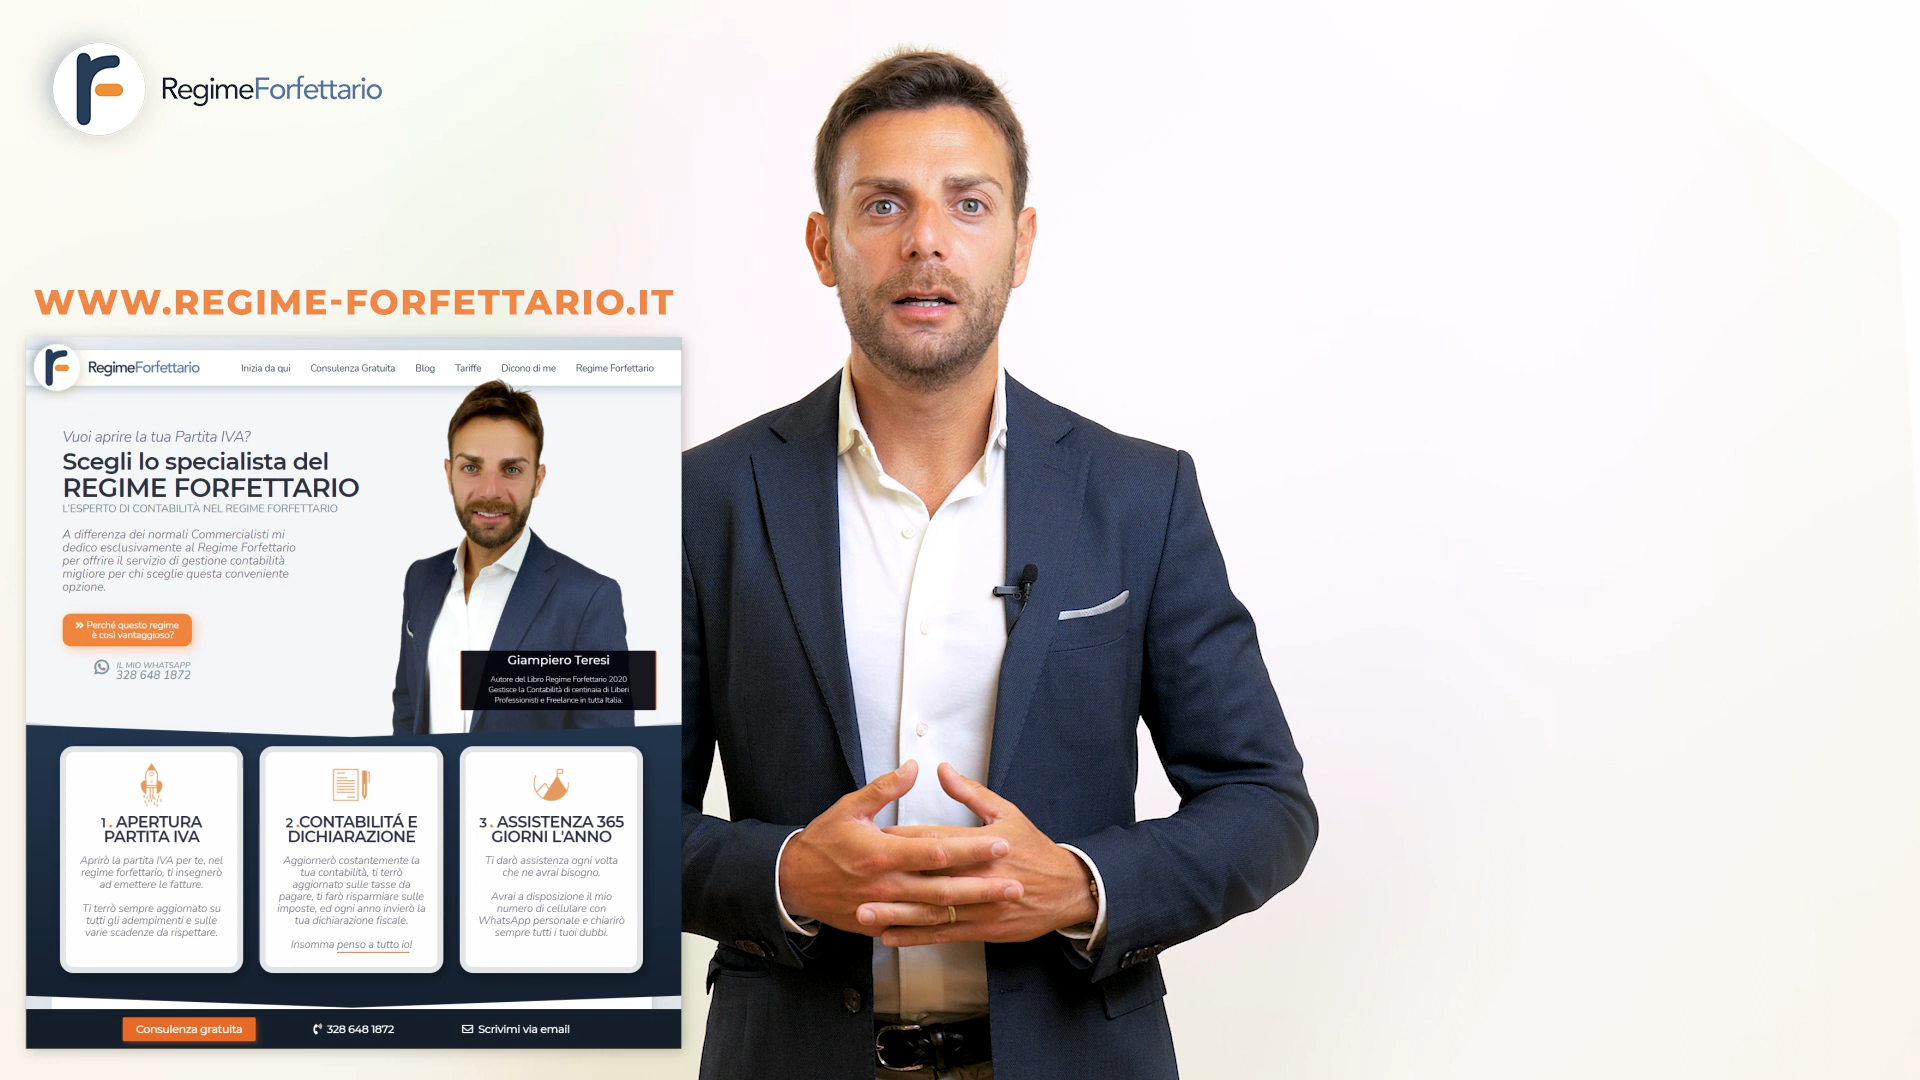 RegimeForfettario
WWW.REGIME-FORFETTARIO.IT
RegimeForfettario
Inizia da qui
Consulenza Gratuita
Blog
Tariffe
Dicono di me
Regime Forfettario
Vuoi aprire la tua Partita IVA?
Scegli lo specialista del
REGIME FORFETTARIO
L'ESPERTO DI CONTABILITÀ NEL REGIME FORFETTARIO
A differenza dei normali Commercialisti mi
dedico esclusivamente al Regime Forfettario
per offrire il servizio di gestione contabilità
migliore per chi sceglie questa conveniente
opzione.
Perché questo regime
è così vantaggioso?
IL MIO WHATSAPP
328 648 1872
Giampiero Teresi
Autore del Libro Regime Forfettario 2020
Gestisce la Contabilità di centinaia di Liberi
Professionisti e Freelance in tutta Italia.
1. APERTURA
PARTITA IVA
Aprirò la partita IVA per te, nel
regime forfettario, ti insegnerò
ad emettere le fatture.
Ti terrò sempre aggiornato su
tutti gli adempimenti e sulle
varie scadenze da rispettare.
2.CONTABILITÁ E
DICHIARAZIONE
Aggiornerò costantemente la
tua contabilità, ti terrò
aggiornato sulle tasse da
pagare, ti farò risparmiare sulle
imposte, ed ogni anno invierò la
tua dichiarazione fiscale.
Insomma penso a tutto io!
3. ASSISTENZA 365
GIORNI L'ANNO
Ti darò assistenza ogni volta
che ne avrai bisogno.
Avrai a disposizione il mio
numero di cellulare con
WhatsApp personale e chiarirò
sempre tutti i tuoi dubbi.
Consulenza gratuita
328 648 1872
Scrivimi via email